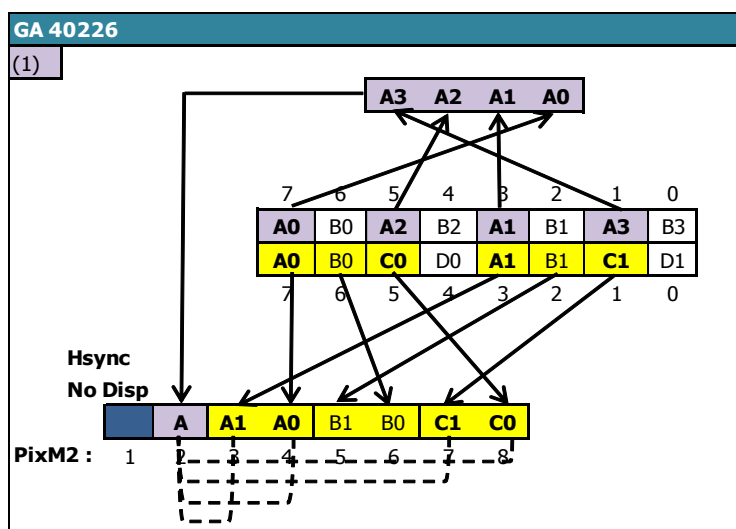 GA 40226
(1)
A3 A2 A1 A0
7 6 5 4 3 2 1 0
A0 B0 A2 B2 A1 B1 A3 B3
A0 B0 C0 D0 A1 B1 C1 D1
7 6 5 4 3 2 1 0
Hsync
No Disp
A A1 A0 B1 B0 C1 C0
PixM2 : 1 2 3 4 5 6 7 8